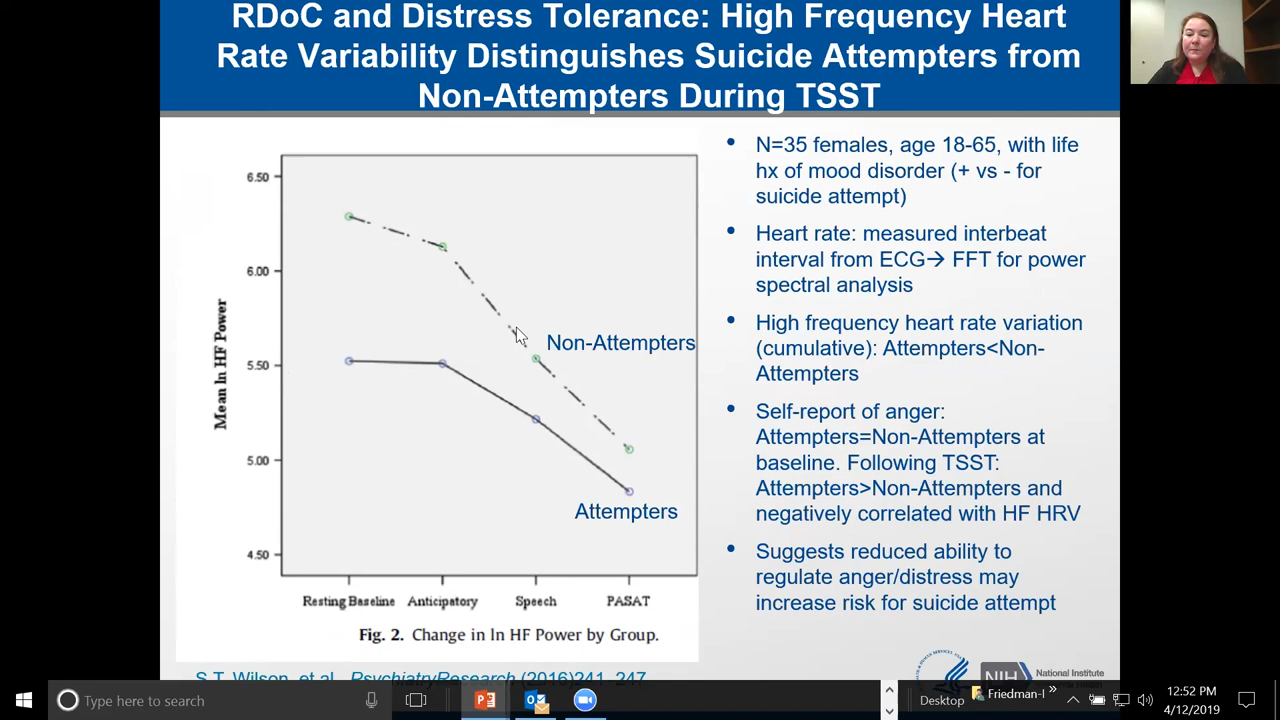 RDoC and Distress Tolerance: High Frequency Heart
Rate Variability Distinguishes Suicide Attempters from
Non-Attempters During TSST
6.50
6.00
5.50
5.00
4.50
Mean ln HF Power
Non-Attempters
Attempters
Resting Baseline Anticipatory Speech PASAT
Fig. 2. Change in ln HF Power by Group.
• N=35 females, age 18-65, with life
hx of mood disorder (+ vs - for
suicide attempt)
• Heart rate: measured interbeat
interval from ECG→ FFT for power
spectral analysis
• High frequency heart rate variation
(cumulative): Attempters<Non-
Attempters
• Self-report of anger:
Attempters=Non-Attempters at
baseline. Following TSST:
Attempters>Non-Attempters and
negatively correlated with HF HRV
• Suggests reduced ability to
regulate anger/distress may
increase risk for suicide attempt
S.T. Wilson, et al., PsychiatryResearch (2016)241, 247
NIH National Institute
Type here to search
Desktop
Friedman-I
12:52 PM
4/12/2019